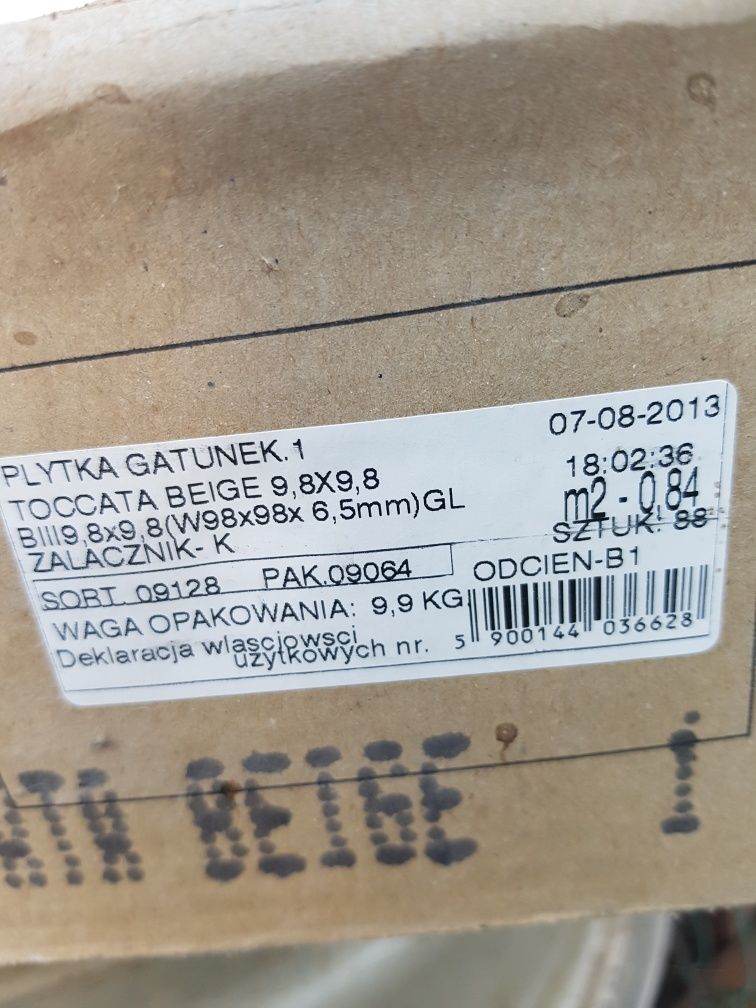 PLYTKA GATUNEK.1
07-08-2013
TOCCATA BEIGE 9,8X9,8
18:02:36
BIII9,8x9,8(W98x98x 6,5mm)GL
m2 - 0,84
ZALACZNIK- K
SZTUK: 88
SORT. 09128 PAK.09064
ODCIEN-B1
WAGA OPAKOWANIA: 9,9 KG
Deklaracja wlasciowsci
uzytkowych nr.
5 900144 036628
ATA BEIGE 1